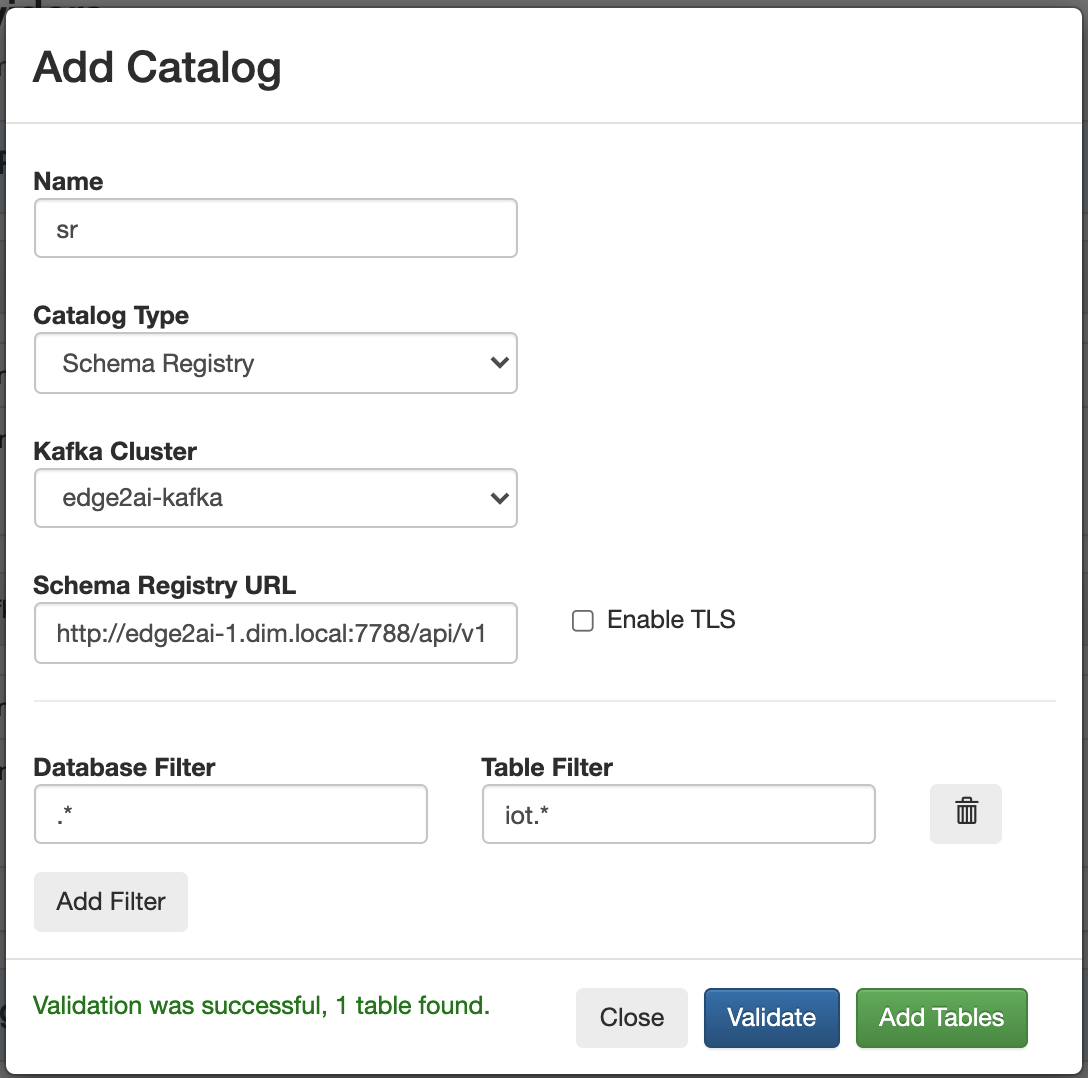 Add Catalog
Name
sr
Catalog Type
Schema Registry
Kafka Cluster
edge2ai-kafka
Schema Registry URL
http://edge2ai-1.dim.local:7788/api/v1
Enable TLS
Database Filter
Table Filter
.*
iot.*
Add Filter
Validation was successful, 1 table found.
Close
Validate
Add Tables